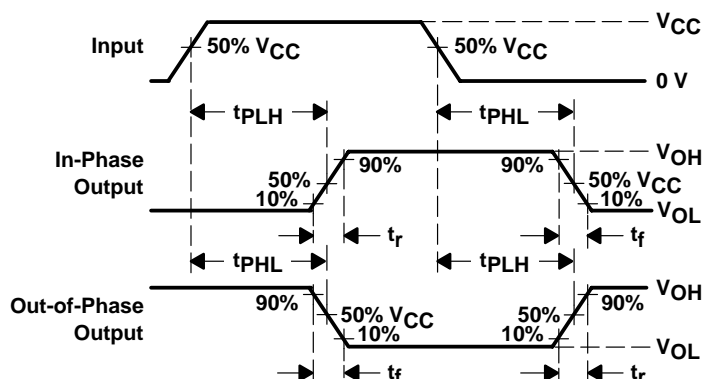 VCC
Input
50% VCC
50% VCC
0 V
tPLH
tPHL
In-Phase
Output
VOH
90%
90%
50%
50% VCC
10%
10%
VOL
tr
tf
tPHL
tPLH
Out-of-Phase
Output
VOH
90%
90%
50% VCC
50%
10%
10%
VOL
tf
tr